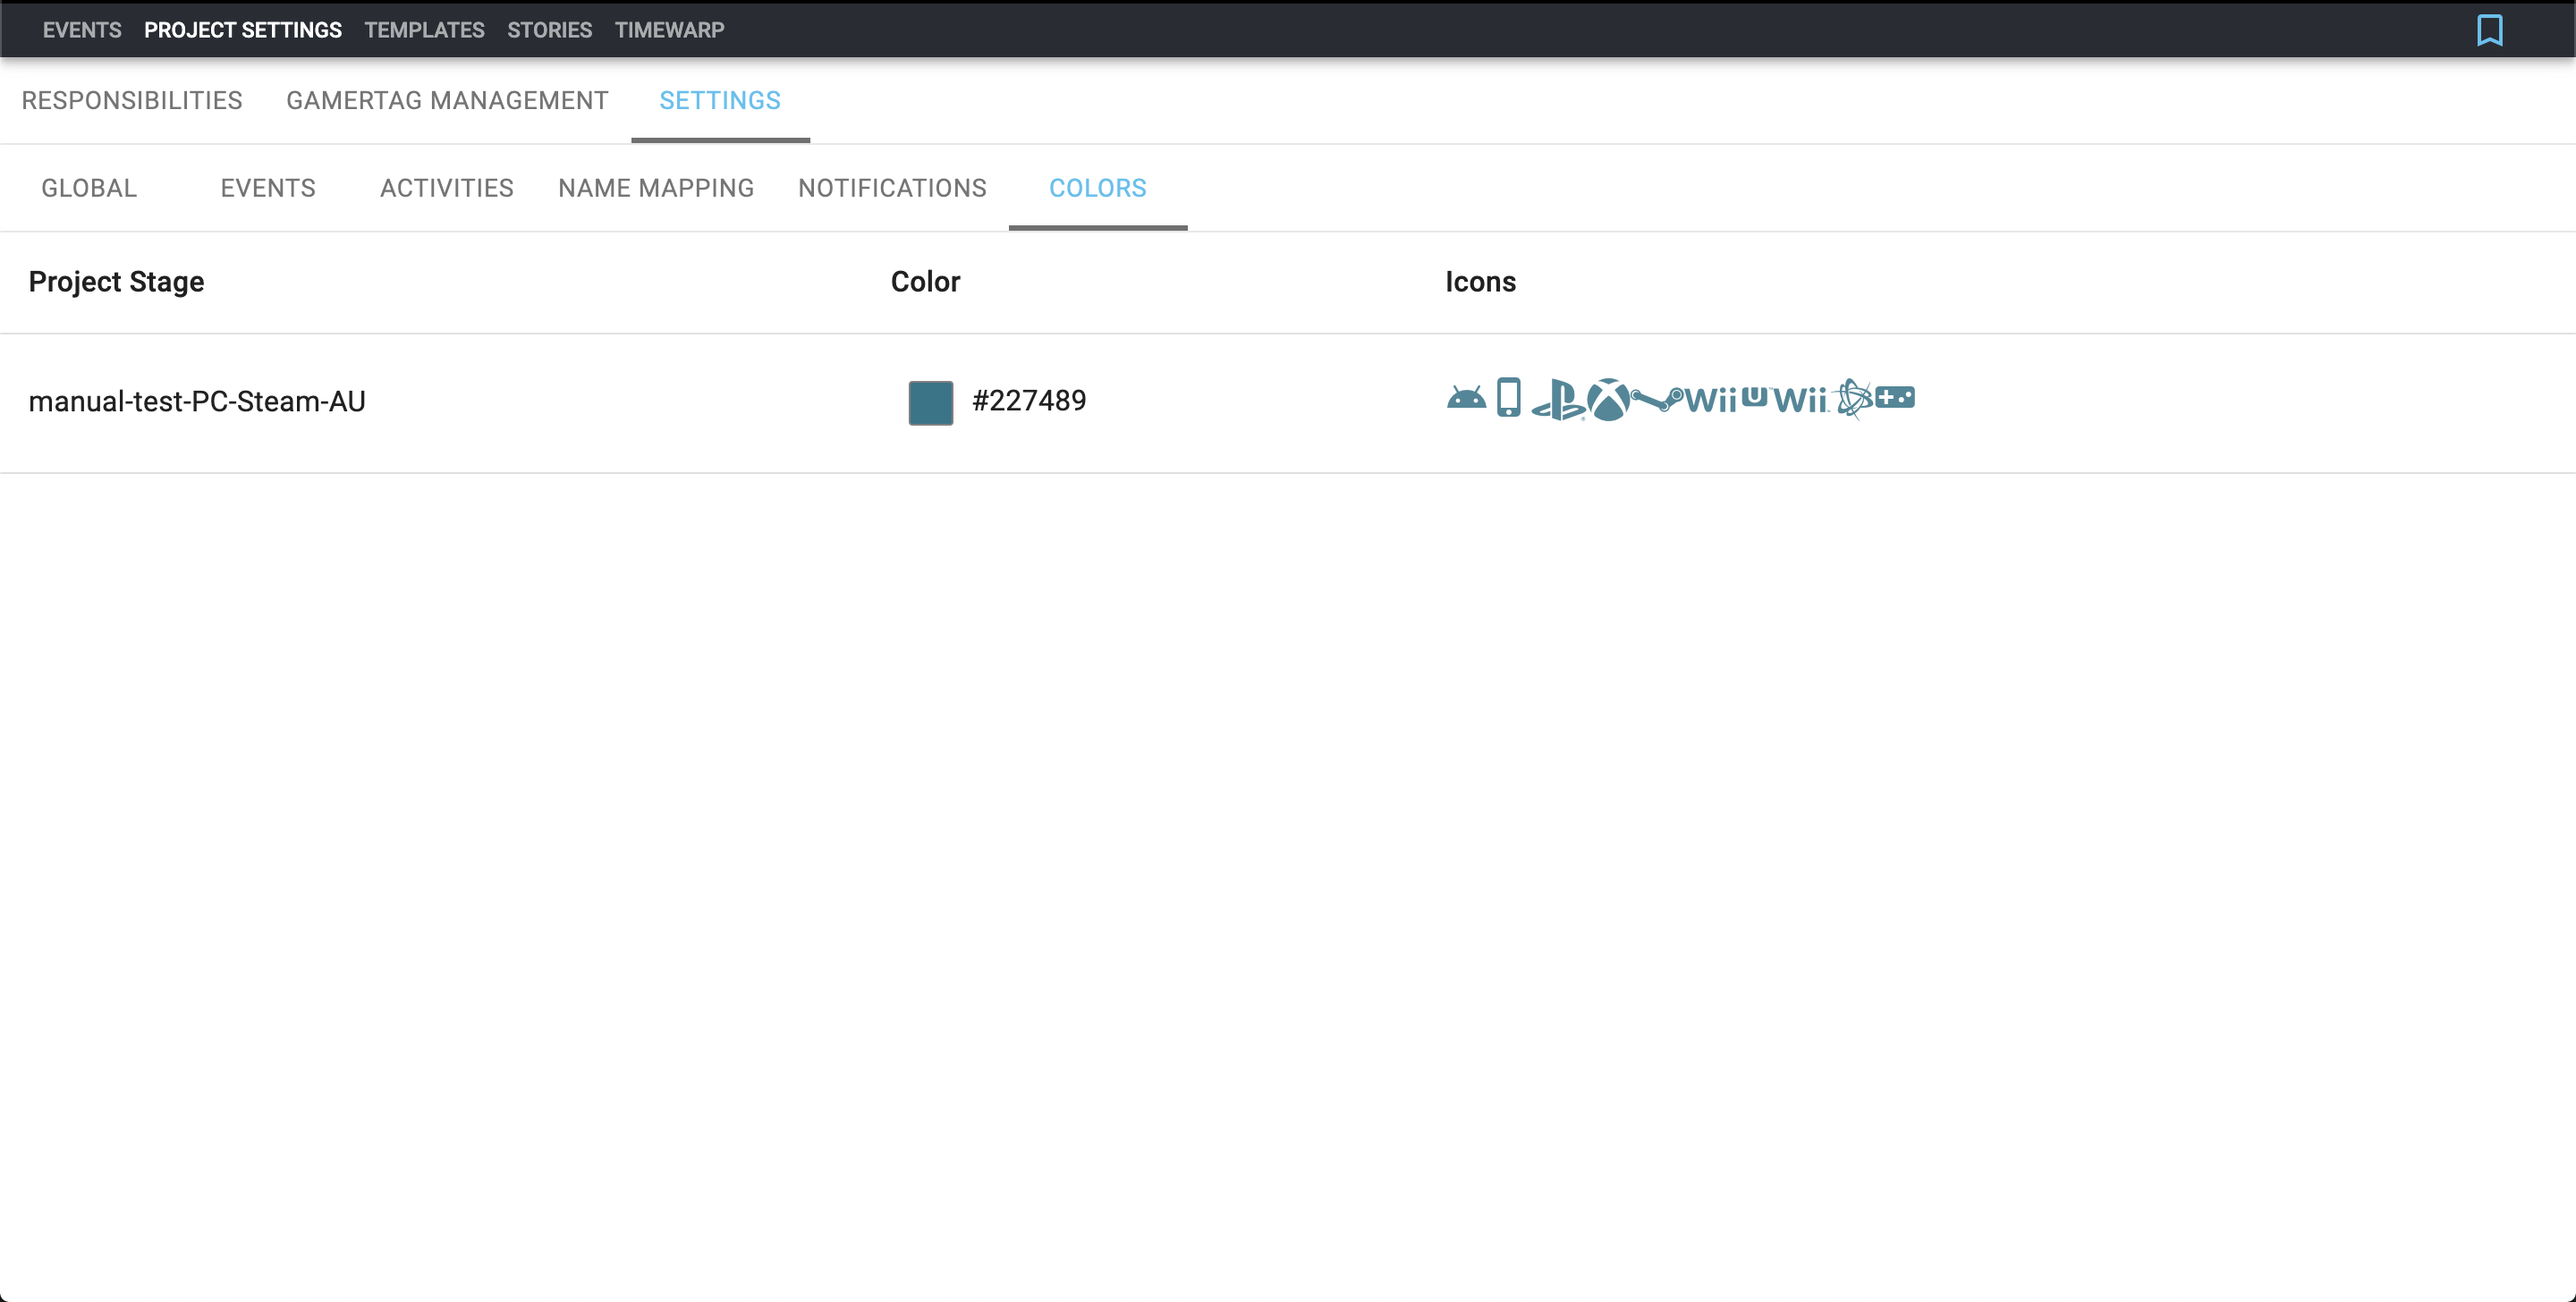 EVENTS PROJECT SETTINGS TEMPLATES STORIES TIMEWARP
RESPONSIBILITIES GAMERTAG MANAGEMENT SETTINGS
GLOBAL EVENTS ACTIVITIES NAME MAPPING NOTIFICATIONS COLORS
Project Stage Color Icons
manual-test-PC-Steam-AU #227489 Wii U Wii